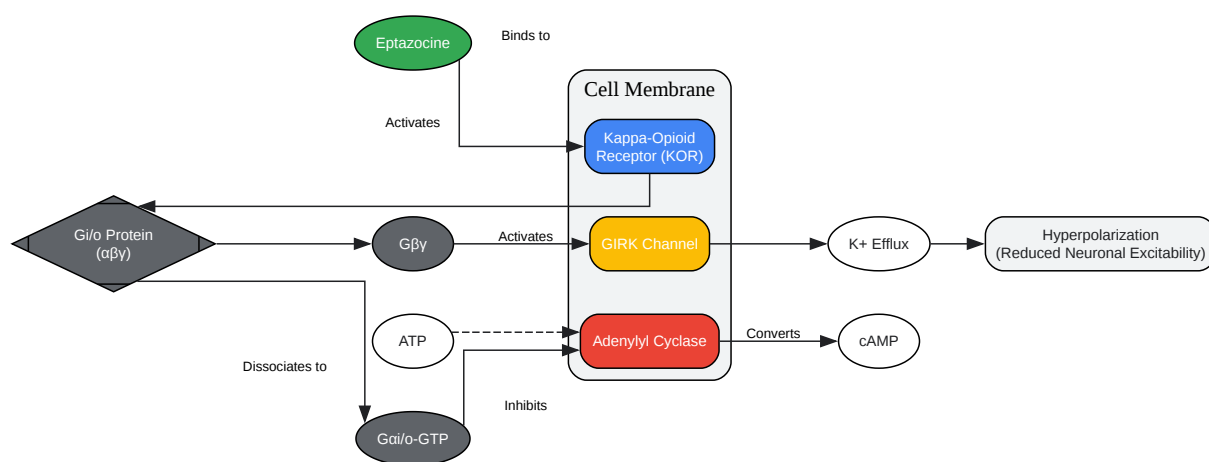 Eptazocine
Binds to
Cell Membrane
Activates
Kappa-Opioid
Receptor (KOR)
Gi/o Protein
(αβγ)
Gβγ
Activates
GIRK Channel
K+ Efflux
Hyperpolarization
(Reduced Neuronal Excitability)
ATP
Adenylyl Cyclase
Converts
cAMP
Dissociates to
Inhibits
Gαi/o-GTP